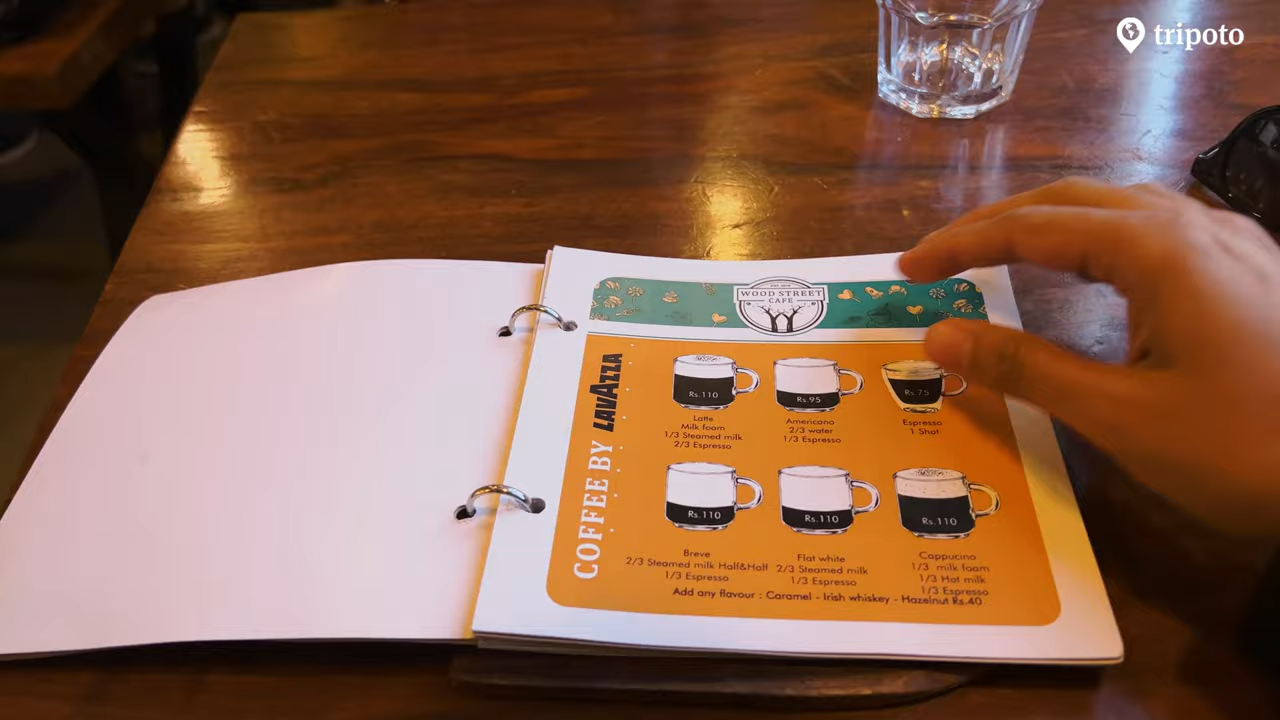 tripoto
WOOD STREET
CAFE
COFFEE BY LAVAZZA
Rs.110
Latte
Milk foam
1/3 Steamed milk
2/3 Espresso
Rs.95
Americano
2/3 water
1/3 Espresso
Rs.75
Espresso
1 Shot
Rs.110
Breve
2/3 Steamed milk Half&Half
1/3 Espresso
Rs.110
Flat white
2/3 Steamed milk
1/3 Espresso
Rs.110
Cappucino
1/3 milk foam
1/3 Hot milk
1/3 Espresso
Add any flavour : Caramel - Irish whiskey - Hazelnut Rs.40